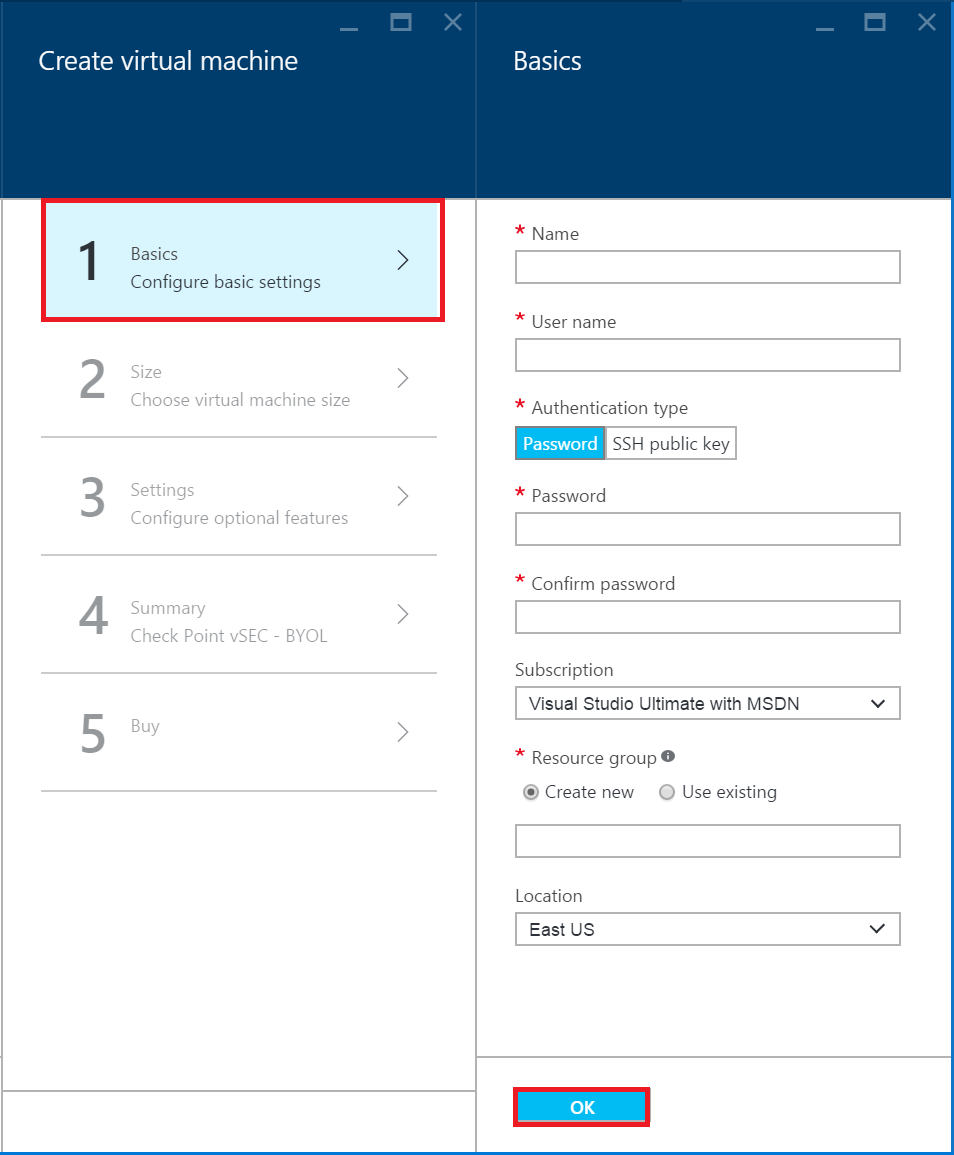 Create virtual machine
1
Basics
Configure basic settings
2
Size
Choose virtual machine size
3
Settings
Configure optional features
4
Summary
Check Point vSEC - BYOL
5
Buy
Basics
* Name
* User name
* Authentication type
Password SSH public key
* Password
* Confirm password
Subscription
Visual Studio Ultimate with MSDN
* Resource group
Create new Use existing
Location
East US
OK